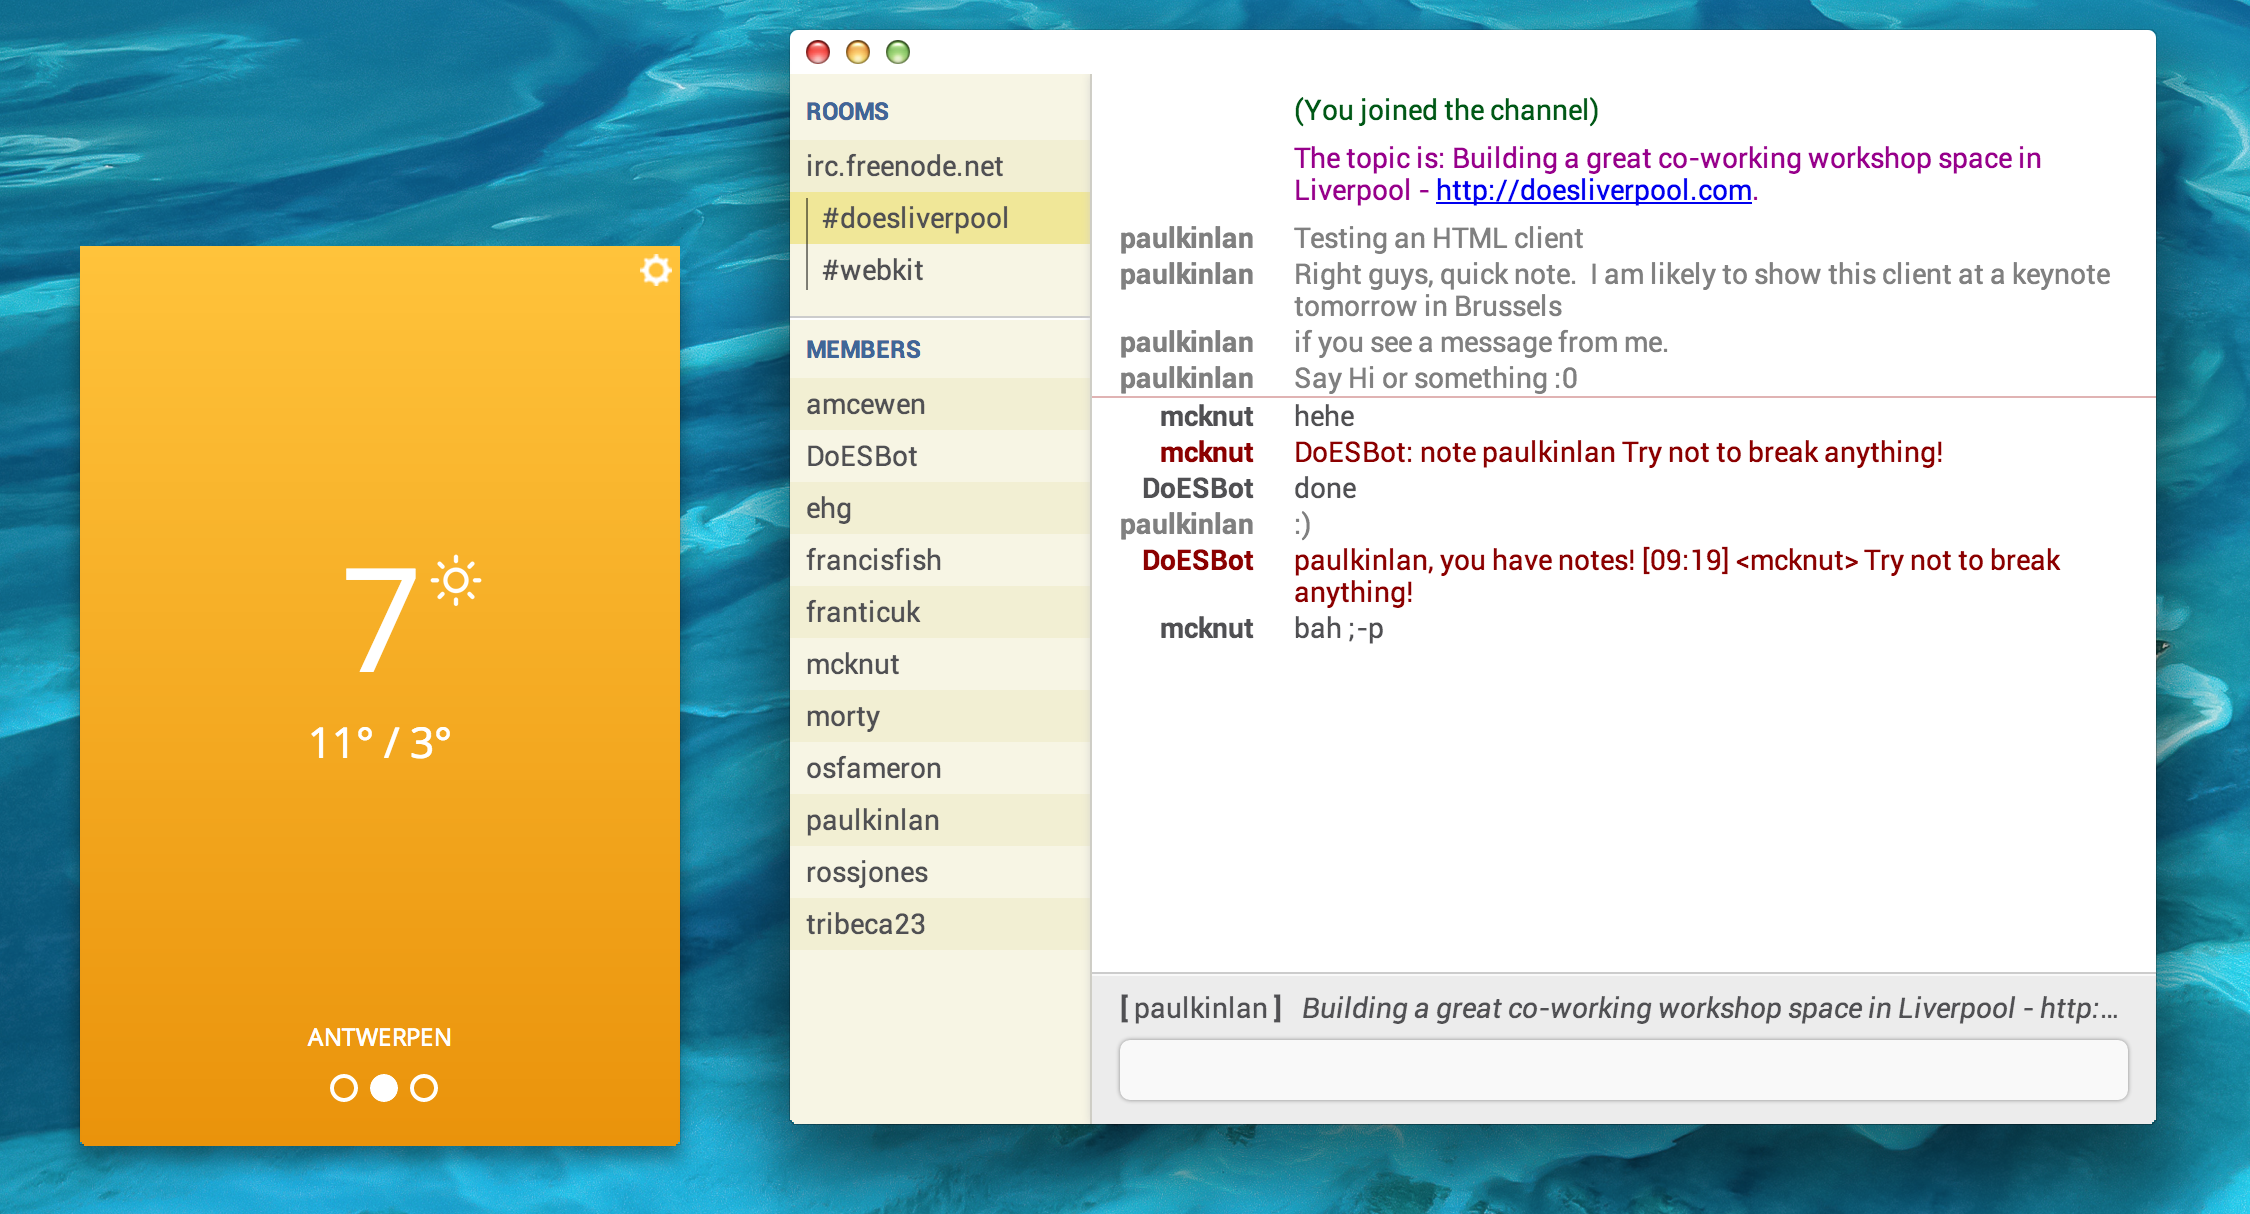 7
11° / 3°
ANTWERPEN
ROOMS
irc.freenode.net
#doesliverpool
#webkit
MEMBERS
amcewen
DoESBot
ehg
francisfish
franticuk
mcknut
morty
osfameron
paulkinlan
rossjones
tribeca23
(You joined the channel)
The topic is: Building a great co-working workshop space in
Liverpool - http://doesliverpool.com.
paulkinlan Testing an HTML client
paulkinlan Right guys, quick note.  I am likely to show this client at a keynote
tomorrow in Brussels
paulkinlan if you see a message from me.
paulkinlan Say Hi or something :0
mcknut hehe
mcknut DoESBot: note paulkinlan Try not to break anything!
DoESBot done
paulkinlan :)
DoESBot paulkinlan, you have notes! [09:19] <mcknut> Try not to break
anything!
mcknut bah ;-p
[paulkinlan] Building a great co-working workshop space in Liverpool - http:...